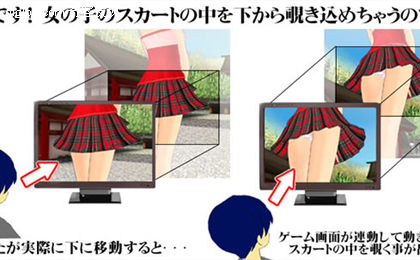 です！女の子のスカートの中を下から覗き込めちゃうの
たが実際に下に移動すると・・・
ゲーム画面が連動して動き
スカートの中を覗く事が